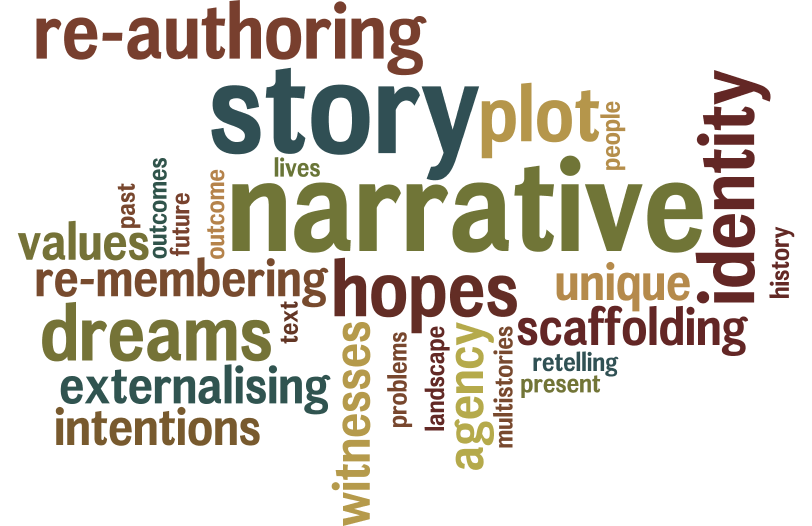 re-authoring
story
plot
people
identity
lives
narrative
past
outcomes
future
outcome
values
re-membering
hopes
unique
history
dreams
text
scaffolding
externalising
witnesses
problems
landscape
agency
multistories
retelling
present
intentions